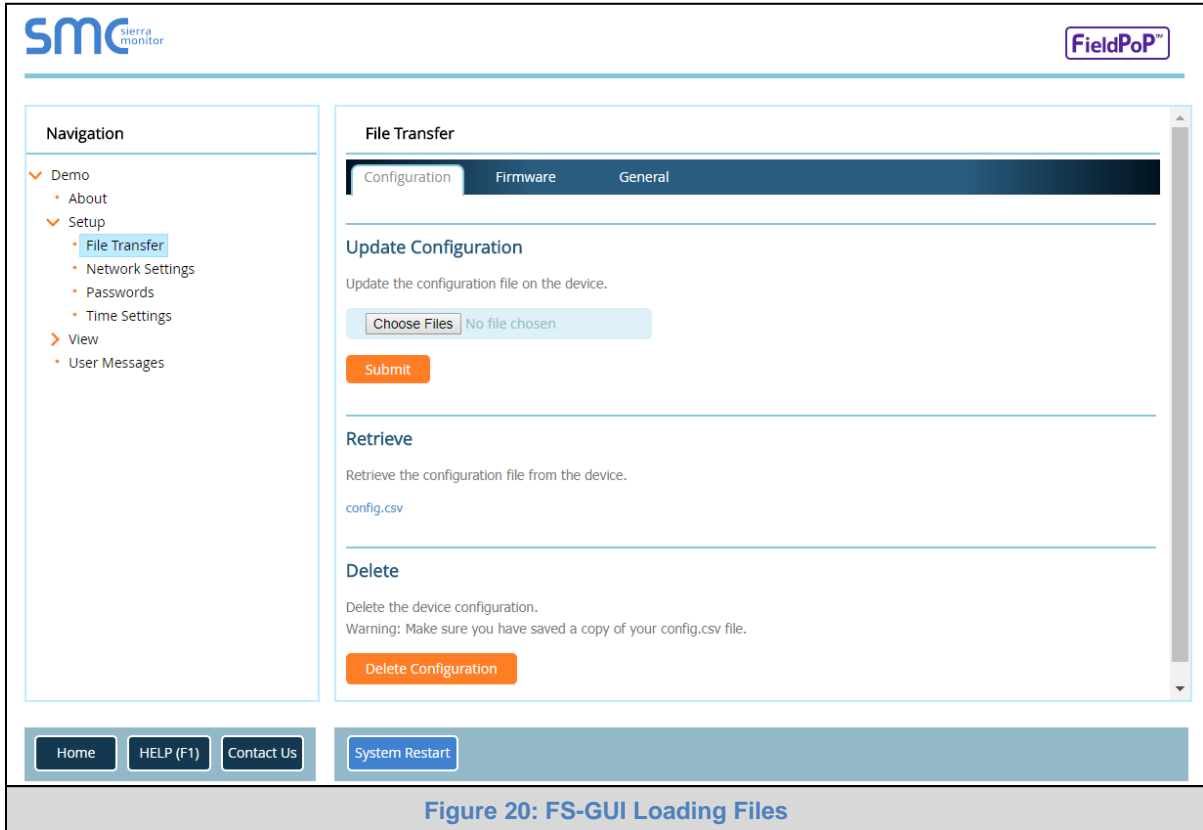 SMC sierra monitor
FieldPoP™
Navigation
Demo
About
Setup
File Transfer
Network Settings
Passwords
Time Settings
View
User Messages
File Transfer
Configuration Firmware General
Update Configuration
Update the configuration file on the device.
Choose Files No file chosen
Submit
Retrieve
Retrieve the configuration file from the device.
config.csv
Delete
Delete the device configuration.
Warning: Make sure you have saved a copy of your config.csv file.
Delete Configuration
Home HELP (F1) Contact Us System Restart
Figure 20: FS-GUI Loading Files